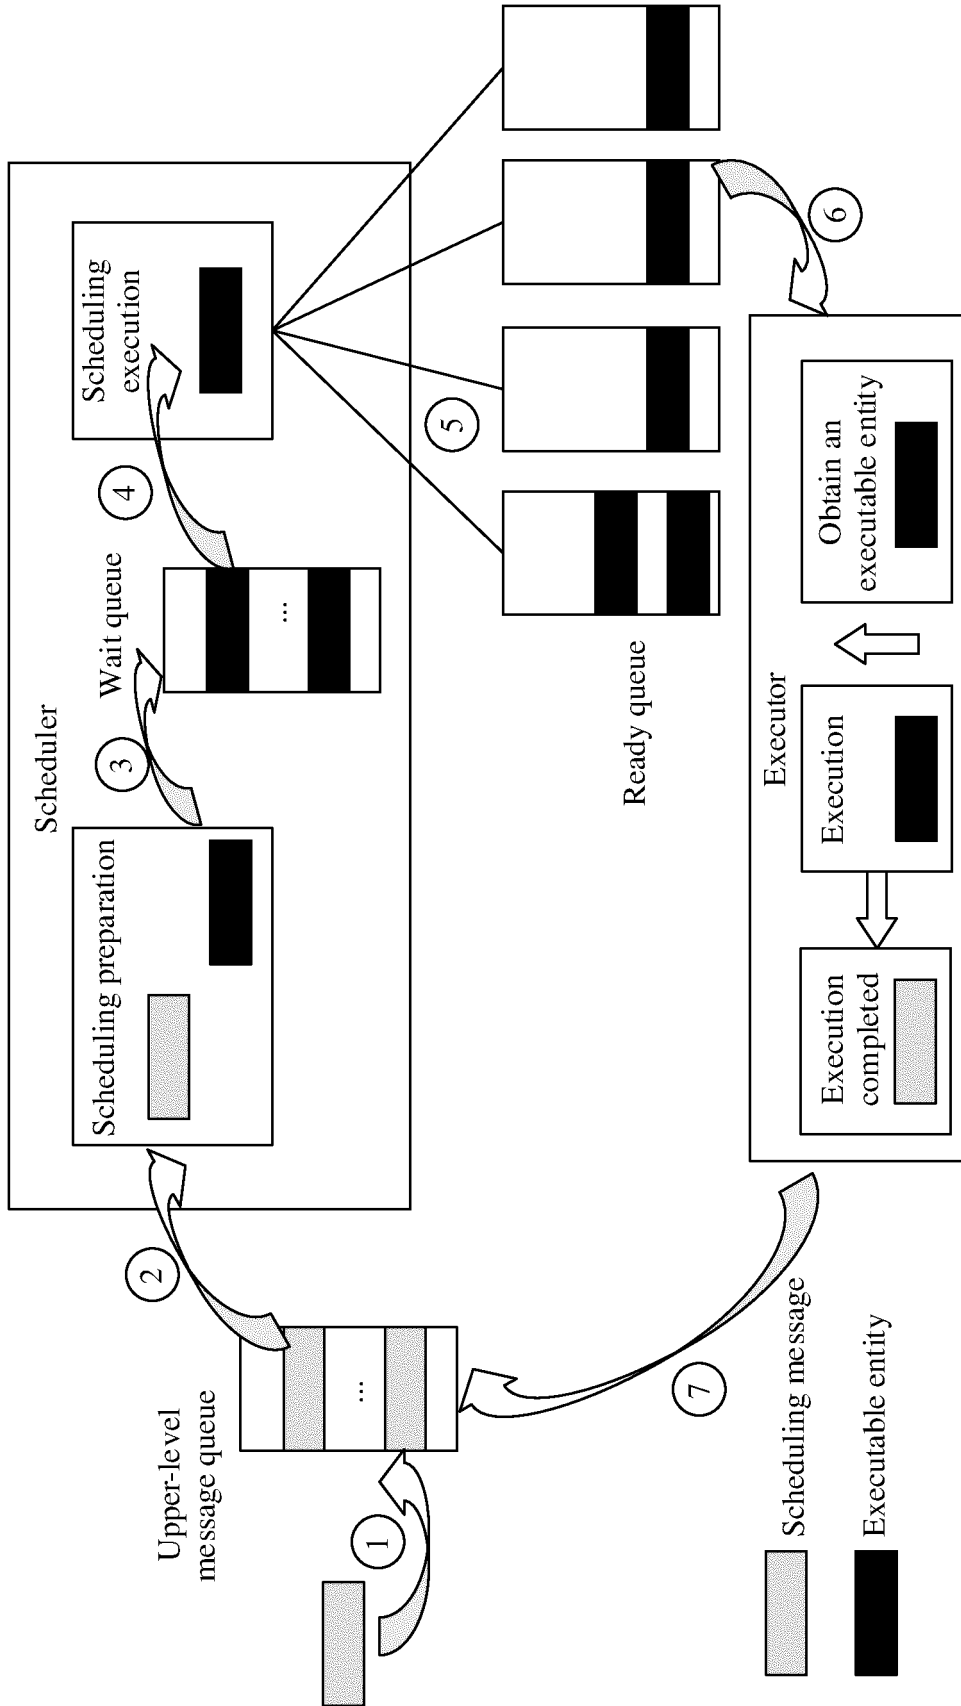 Scheduler
Scheduling preparation
Wait queue
Scheduling
execution
Upper-level
message queue
1
2
3
4
5
6
7
Ready queue
Executor
Execution
completed
Execution
Obtain an
executable entity
...
...
Scheduling message
Executable entity